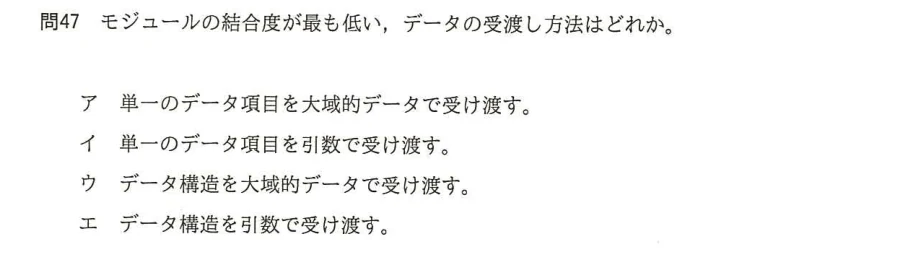 問47 モジュールの結合度が最も低い，データの受渡し方法はどれか。
ア 単一のデータ項目を大域的データで受け渡す。
イ 単一のデータ項目を引数で受け渡す。
ウ データ構造を大域的データで受け渡す。
エ データ構造を引数で受け渡す。